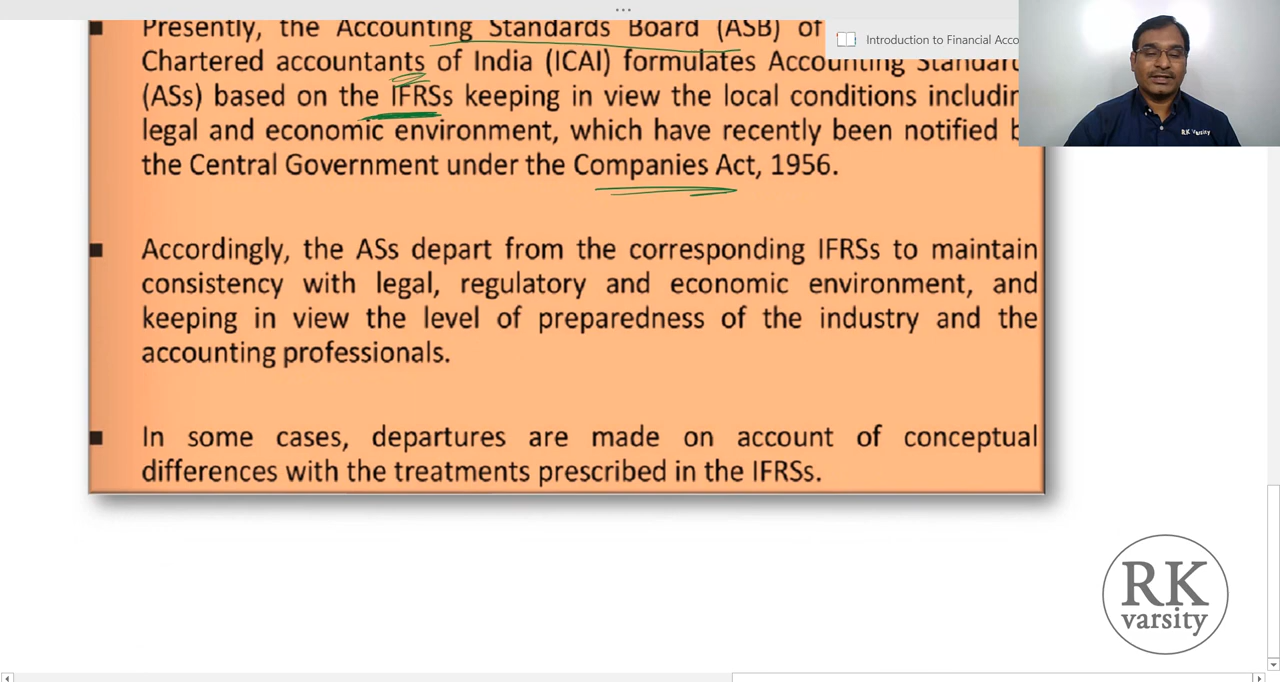 Presently, the Accounting Standards Board (ASB) of
Introduction to Financial Acco
Chartered accountants of India (ICAI) formulates Accounting Standard
(ASs) based on the IFRSs keeping in view the local conditions includin
legal and economic environment, which have recently been notified
the Central Government under the Companies Act, 1956.
Accordingly, the ASs depart from the corresponding IFRSs to maintain
consistency with legal, regulatory and economic environment, and
keeping in view the level of preparedness of the industry and the
accounting professionals.
In some cases, departures are made on account of conceptual
differences with the treatments prescribed in the IFRSs.
RK Varsity
RK
varsity